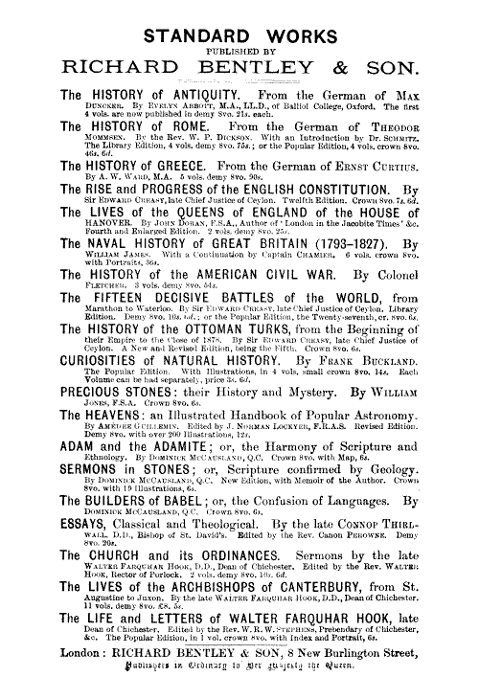 STANDARD WORKS
PUBLISHED BY
RICHARD BENTLEY & SON.
The HISTORY of ANTIQUITY. From the German of MAX
DUNCKER. By EVELYN ABBOTT, M.A., LL.D., of Balliol College, Oxford. The first
4 vols. are now published in demy 8vo. 21s. each.
The HISTORY of ROME. From the German of THEODOR
MOMMSEN. By the Rev. W. P. DICKSON. With an Introduction by Dr. SCHMITZ.
The Library Edition, 4 vols. demy 8vo. 75s.; or the Popular Edition, 4 vols. crown 8vo.
46s. 6d.
The HISTORY of GREECE. From the German of ERNST CURTIUS.
By A. W. WARD, M.A. 5 vols. demy 8vo. 90s.
The RISE and PROGRESS of the ENGLISH CONSTITUTION. By
Sir EDWARD CREASY, late Chief Justice of Ceylon. Twelfth Edition. Crown 8vo. 7s. 6d.
The LIVES of the QUEENS of ENGLAND of the HOUSE of
HANOVER. By JOHN DORAN, F.S.A., Author of 'London in the Jacobite Times' &c.
Fourth and Enlarged Edition. 2 vols. demy 8vo. 25s.
The NAVAL HISTORY of GREAT BRITAIN (1793-1827). By
WILLIAM JAMES. With a Continuation by Captain CHAMIER. 6 vols. crown 8vo.
with Portraits, 36s.
The HISTORY of the AMERICAN CIVIL WAR. By Colonel
FLETCHER. 3 vols. demy 8vo. 54s.
The FIFTEEN DECISIVE BATTLES of the WORLD, from
Marathon to Waterloo. By Sir EDWARD CREASY, late Chief Justice of Ceylon. Library
Edition. Demy 8vo. 10s. 6d.; or the Popular Edition, the Twenty-seventh, cr. 8vo. 6s.
The HISTORY of the OTTOMAN TURKS, from the Beginning of
their Empire to the Close of 1878. By Sir EDWARD CREASY, late Chief Justice of
Ceylon. A New and Revised Edition, being the Fifth. Crown 8vo. 6s.
CURIOSITIES of NATURAL HISTORY. By FRANK BUCKLAND.
The Popular Edition. With Illustrations, in 4 vols. small crown 8vo. 14s. Each
Volume can be had separately, price 3s. 6d.
PRECIOUS STONES: their History and Mystery. By WILLIAM
JONES, F.S.A. Crown 8vo. 6s.
The HEAVENS: an Illustrated Handbook of Popular Astronomy.
By AMÉDÉE GUILLEMIN. Edited by J. NORMAN LOCKYER, F.R.A.S. Revised Edition.
Demy 8vo. with over 200 Illustrations, 12s.
ADAM and the ADAMITE; or, the Harmony of Scripture and
Ethnology. By DOMINICK McCAUSLAND, Q.C. Crown 8vo. with Map, 6s.
SERMONS in STONES; or, Scripture confirmed by Geology.
By DOMINICK McCAUSLAND, Q.C. New Edition, with Memoir of the Author. Crown
8vo. with 19 Illustrations, 6s.
The BUILDERS of BABEL; or, the Confusion of Languages. By
DOMINICK McCAUSLAND, Q.C. Crown 8vo. 6s.
ESSAYS, Classical and Theological. By the late CONNOP THIRL-
WALL, D.D., Bishop of St. David's. Edited by the Rev. Canon PEROWNE. Demy
8vo. 20s.
The CHURCH and its ORDINANCES. Sermons by the late
WALTER FARQUHAR HOOK, D.D., Dean of Chichester. Edited by the Rev. WALTER
HOOK, Rector of Porlock. 2 vols. demy 8vo. 10s. 6d.
The LIVES of the ARCHBISHOPS of CANTERBURY, from St.
Augustine to Juxon. By the late WALTER FARQUHAR HOOK, D.D., Dean of Chichester.
11 vols. demy 8vo. £8. 5s.
The LIFE and LETTERS of WALTER FARQUHAR HOOK, late
Dean of Chichester. Edited by the Rev. W. R. W. STEPHENS, Prebendary of Chichester,
&c. The Popular Edition, in 1 vol. crown 8vo. with Index and Portrait, 6s.
London: RICHARD BENTLEY & SON, 8 New Burlington Street,
Publishers in Ordinary to Her Majesty the Queen.